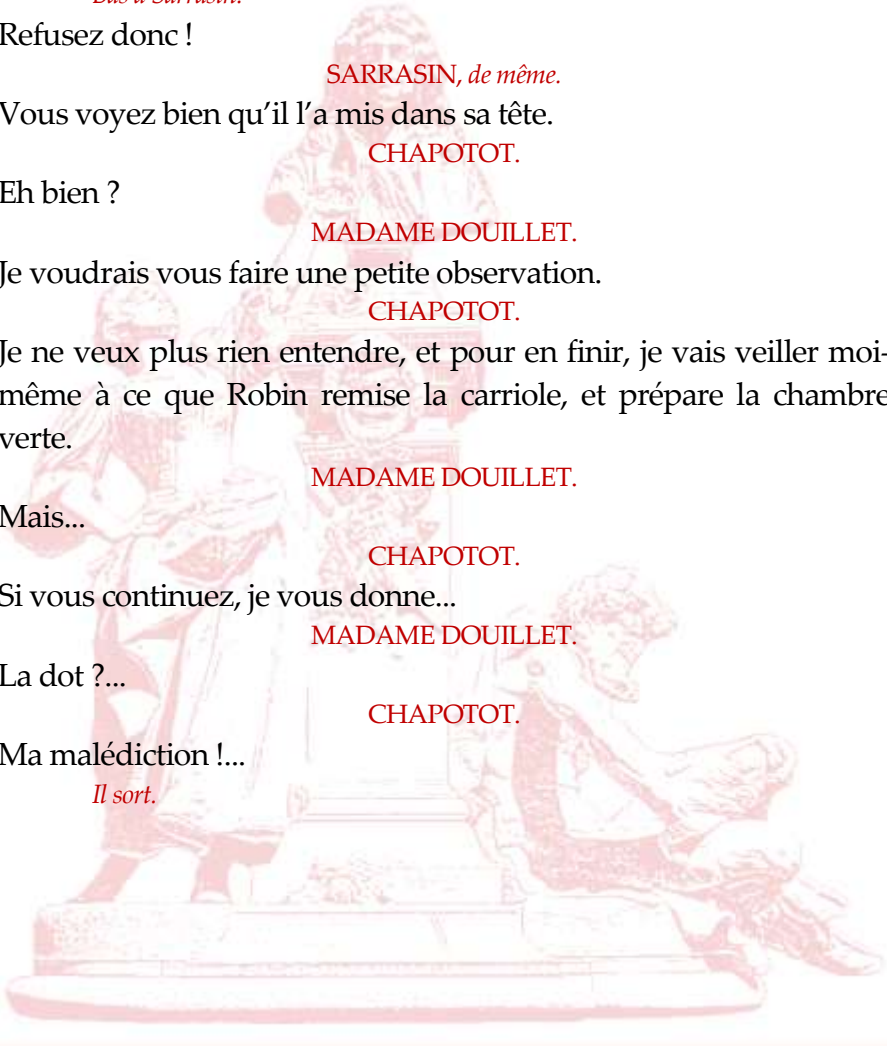 Bas à Sarrasin.
Refusez donc !
SARRASIN, de même.
Vous voyez bien qu’il l’a mis dans sa tête.
CHAPOTOT.
Eh bien ?
MADAME DOUILLET.
Je voudrais vous faire une petite observation.
CHAPOTOT.
Je ne veux plus rien entendre, et pour en finir, je vais veiller moi-
même à ce que Robin remise la carriole, et prépare la chambre
verte.
MADAME DOUILLET.
Mais...
CHAPOTOT.
Si vous continuez, je vous donne...
MADAME DOUILLET.
La dot ?...
CHAPOTOT.
Ma malédiction !...
Il sort.